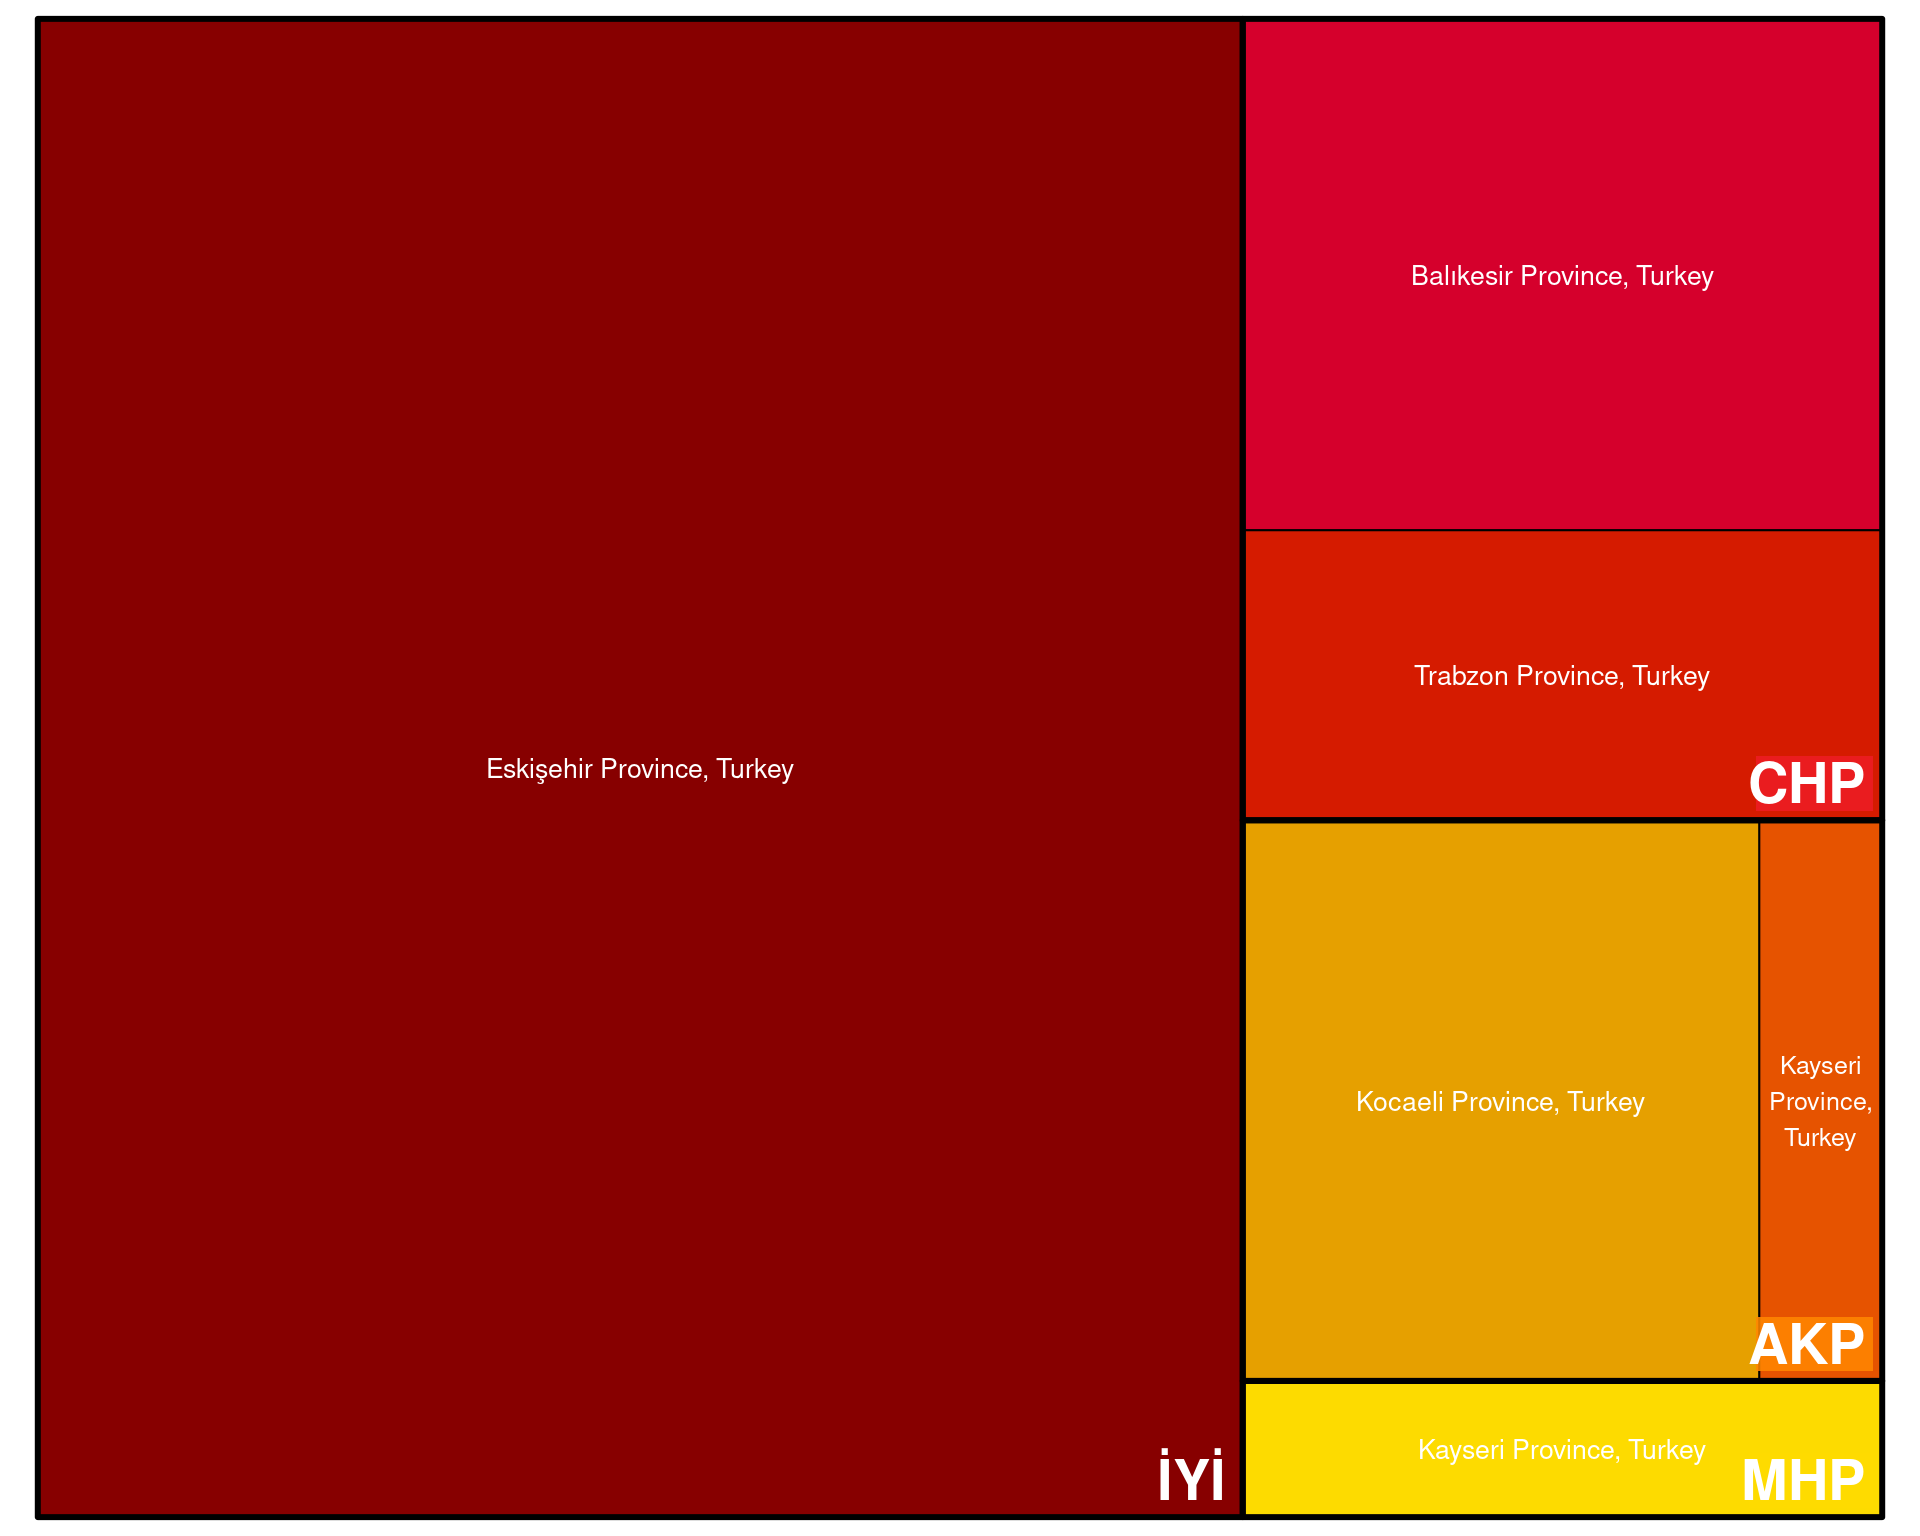 Eskişehir Province, Turkey
İYİ
Balıkesir Province, Turkey
Trabzon Province, Turkey
CHP
Kocaeli Province, Turkey
Kayseri
Province,
Turkey
AKP
Kayseri Province, Turkey
MHP